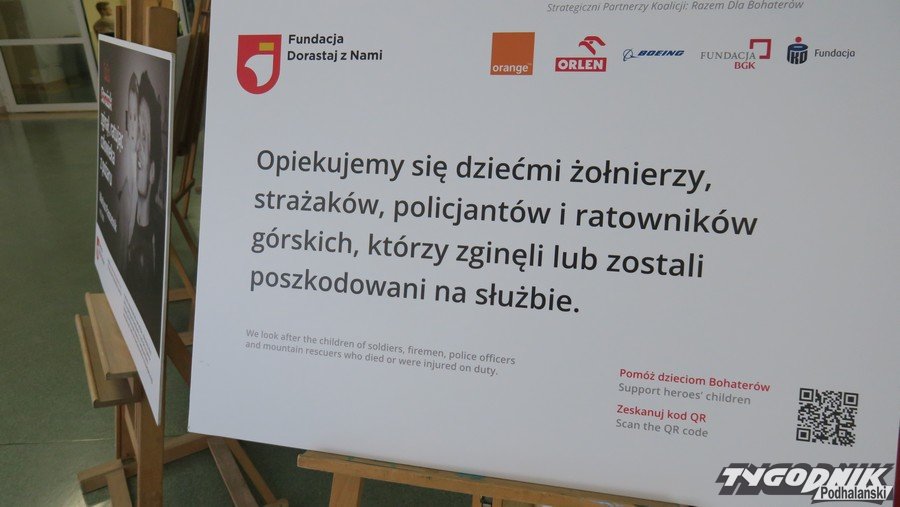 Strategiczni Partnerzy Koalicji: Razem Dla Bohaterów
Fundacja
Dorastaj z Nami
orange
ORLEN
BOEING
FUNDACJA
BGK
Fundacja
Opiekujemy się dziećmi żołnierzy,
strażaków, policjantów i ratowników
górskich, którzy zginęli lub zostali
poszkodowani na służbie.
We look after the children of soldiers, firemen, police officers
and mountain rescuers who died or were injured on duty.
Pomóż dzieciom Bohaterów
Support heroes' children
Zeskanuj kod QR
Scan the QR code
TYGODNIK
Podhalański